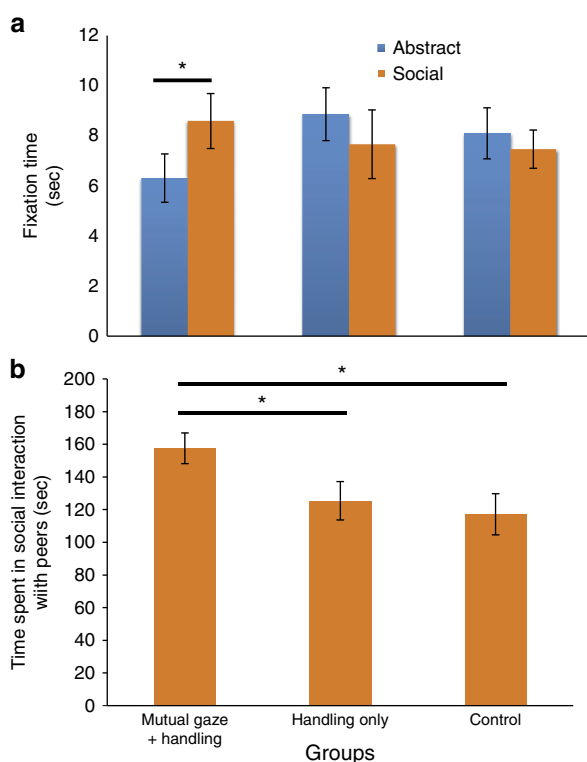 a
12
10
8
6
4
2
0
Fixation time
(sec)
*
Abstract
Social
b
200
180
160
140
120
100
80
60
40
20
0
Time spent in social interaction
wiith peers (sec)
*
*
Mutual gaze
+ handling
Handling only
Control
Groups